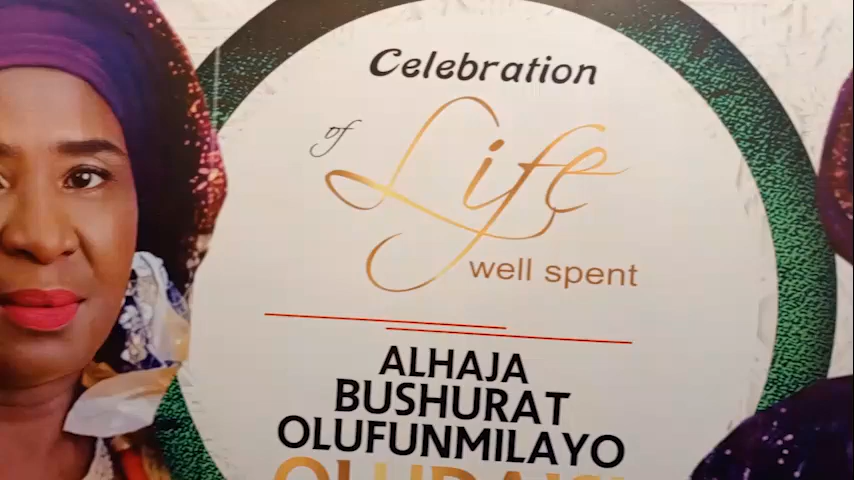 Celebration
of
Life
well spent
ALHAJA
BUSHURAT
OLUFUNMILAYO